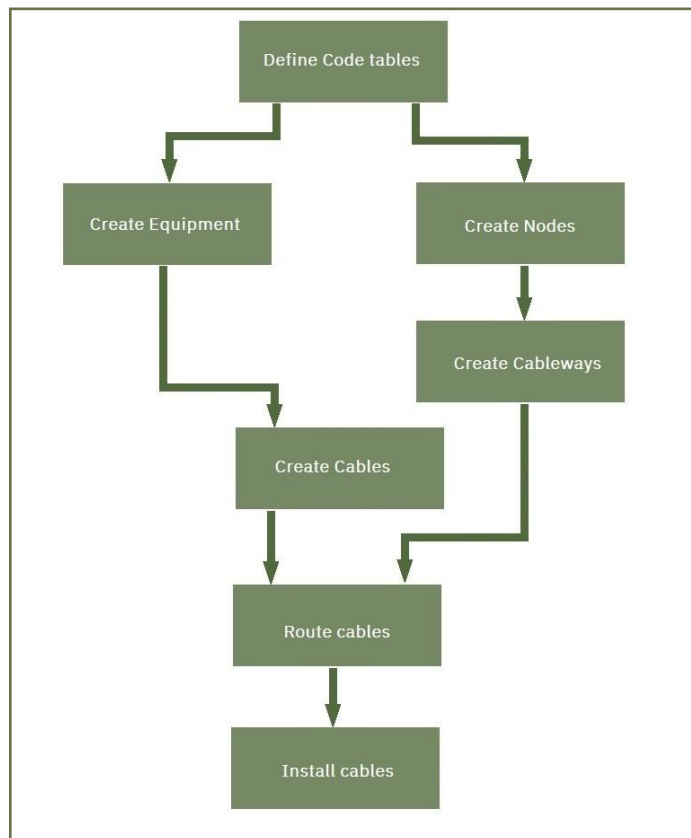 Define Code tables
Create Equipment
Create Nodes
Create Cableways
Create Cables
Route cables
Install cables